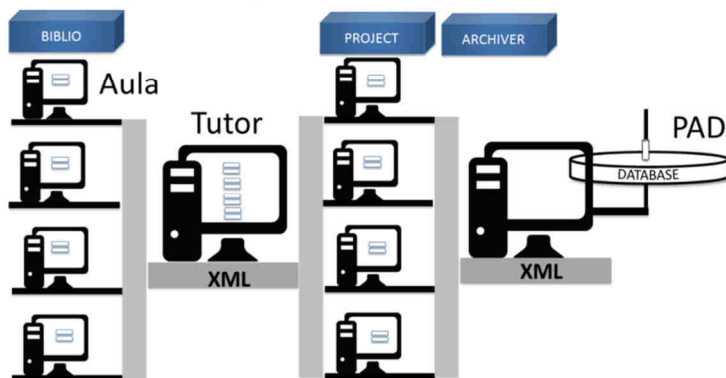 BIBLIO
PROJECT
ARCHIVER
Aula
Tutor
PAD
DATABASE
XML
XML